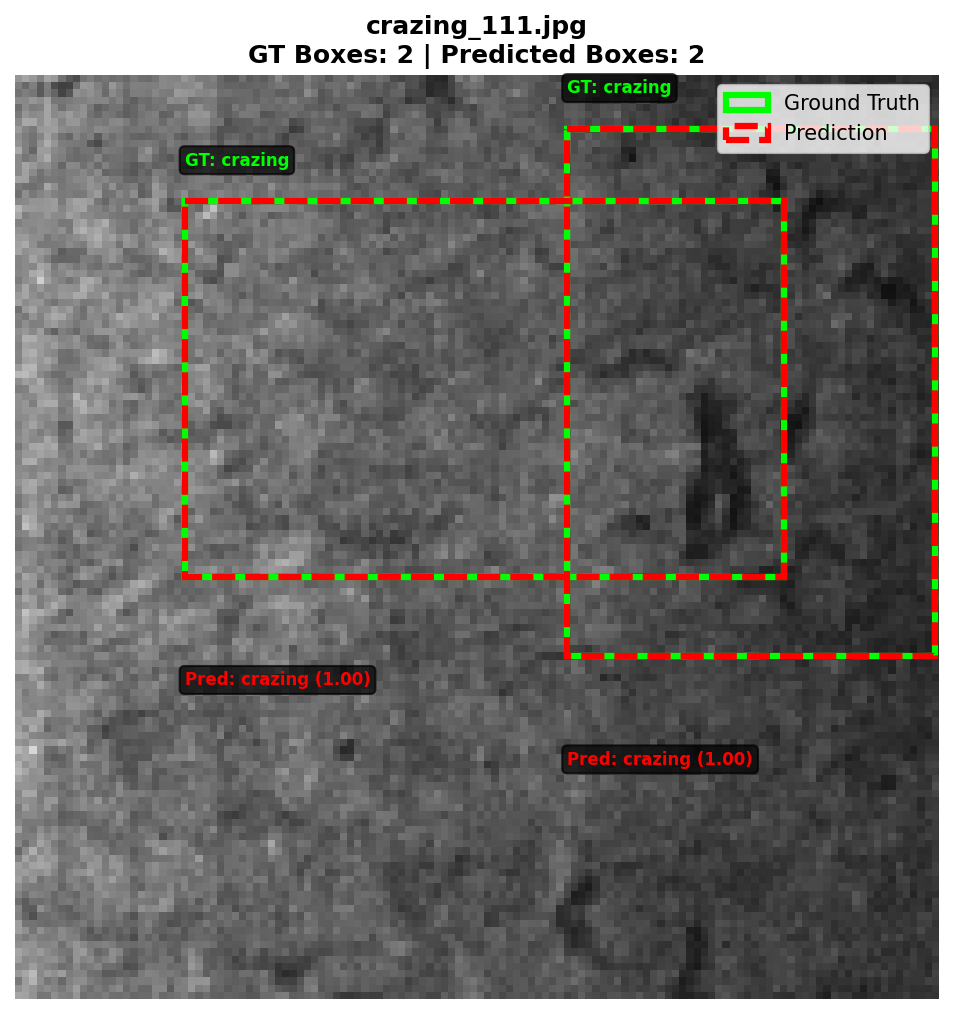 crazing_111.jpg
GT Boxes: 2 | Predicted Boxes: 2
GT: crazing
Ground Truth
Prediction
GT: crazing
Pred: crazing (1.00)
Pred: crazing (1.00)